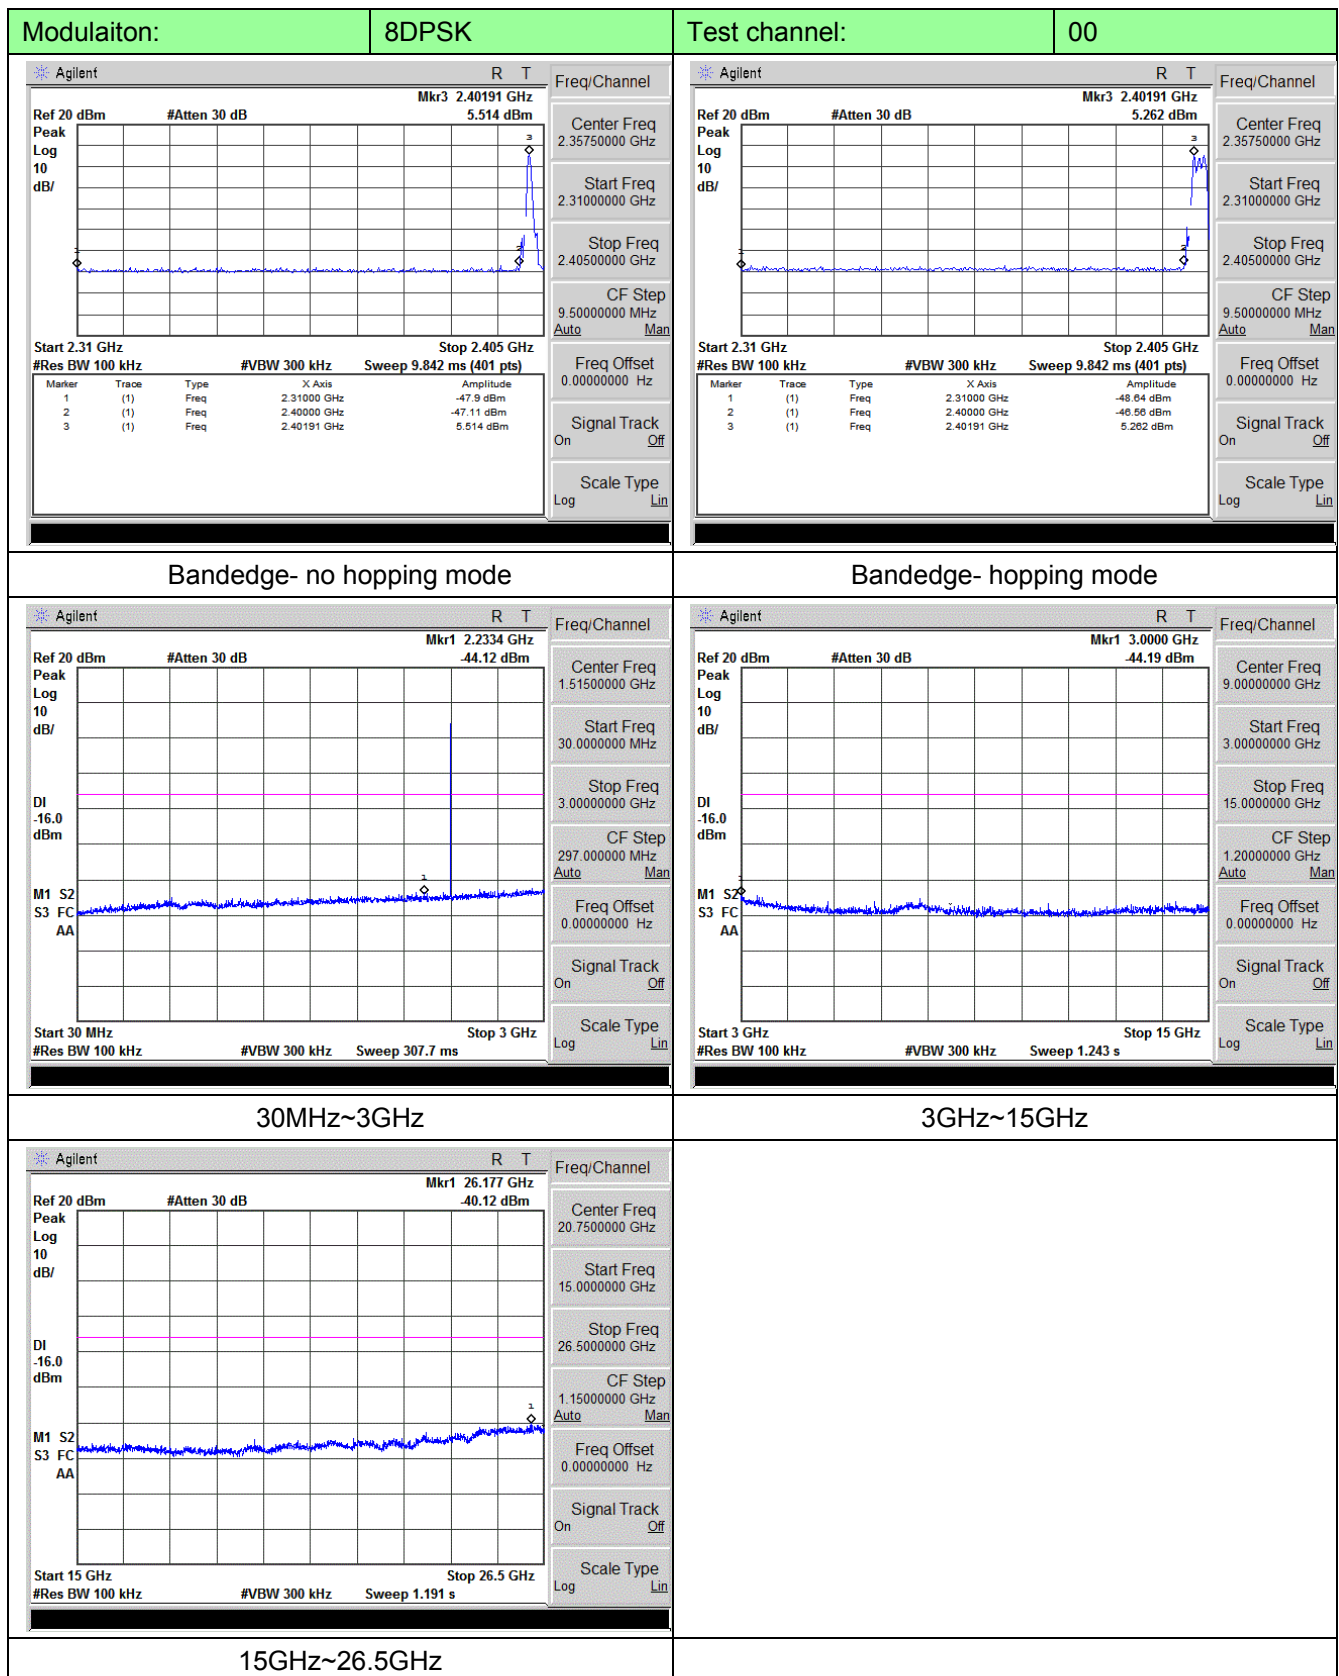 Modulaiton: 8DPSK Test channel: 00
Agilent R T Freq/Channel
Mkr3 2.40191 GHz
Ref 20 dBm #Atten 30 dB 5.514 dBm
Peak
Log
10
dB/
3
2
1
Center Freq
2.35750000 GHz
Start Freq
2.31000000 GHz
Stop Freq
2.40500000 GHz
CF Step
9.50000000 MHz
Auto Man
Freq Offset
0.00000000 Hz
Signal Track
On Off
Scale Type
Log Lin
Start 2.31 GHz Stop 2.405 GHz
#Res BW 100 kHz #VBW 300 kHz Sweep 9.842 ms (401 pts)
Marker Trace Type X Axis Amplitude
1 (1) Freq 2.31000 GHz -47.9 dBm
2 (1) Freq 2.40000 GHz -47.11 dBm
3 (1) Freq 2.40191 GHz 5.514 dBm
Agilent R T Freq/Channel
Mkr3 2.40191 GHz
Ref 20 dBm #Atten 30 dB 5.262 dBm
Peak
Log
10
dB/
3
2
1
Center Freq
2.35750000 GHz
Start Freq
2.31000000 GHz
Stop Freq
2.40500000 GHz
CF Step
9.50000000 MHz
Auto Man
Freq Offset
0.00000000 Hz
Signal Track
On Off
Scale Type
Log Lin
Start 2.31 GHz Stop 2.405 GHz
#Res BW 100 kHz #VBW 300 kHz Sweep 9.842 ms (401 pts)
Marker Trace Type X Axis Amplitude
1 (1) Freq 2.31000 GHz -48.64 dBm
2 (1) Freq 2.40000 GHz -46.56 dBm
3 (1) Freq 2.40191 GHz 5.262 dBm
Bandedge- no hopping mode Bandedge- hopping mode
Agilent R T Freq/Channel
Mkr1 2.2334 GHz
Ref 20 dBm #Atten 30 dB -44.12 dBm
Peak
Log
10
dB/
DI
-16.0
dBm
1
M1 S2
S3 FC
AA
Center Freq
1.51500000 GHz
Start Freq
30.0000000 MHz
Stop Freq
3.00000000 GHz
CF Step
297.000000 MHz
Auto Man
Freq Offset
0.00000000 Hz
Signal Track
On Off
Scale Type
Log Lin
Start 30 MHz Stop 3 GHz
#Res BW 100 kHz #VBW 300 kHz Sweep 307.7 ms
Agilent R T Freq/Channel
Mkr1 3.0000 GHz
Ref 20 dBm #Atten 30 dB -44.19 dBm
Peak
Log
10
dB/
DI
-16.0
dBm
1
M1 S2
S3 FC
AA
Center Freq
9.00000000 GHz
Start Freq
3.00000000 GHz
Stop Freq
15.0000000 GHz
CF Step
1.20000000 GHz
Auto Man
Freq Offset
0.00000000 Hz
Signal Track
On Off
Scale Type
Log Lin
Start 3 GHz Stop 15 GHz
#Res BW 100 kHz #VBW 300 kHz Sweep 1.243 s
30MHz~3GHz 3GHz~15GHz
Agilent R T Freq/Channel
Mkr1 26.177 GHz
Ref 20 dBm #Atten 30 dB -40.12 dBm
Peak
Log
10
dB/
DI
-16.0
dBm
1
M1 S2
S3 FC
AA
Center Freq
20.7500000 GHz
Start Freq
15.0000000 GHz
Stop Freq
26.5000000 GHz
CF Step
1.15000000 GHz
Auto Man
Freq Offset
0.00000000 Hz
Signal Track
On Off
Scale Type
Log Lin
Start 15 GHz Stop 26.5 GHz
#Res BW 100 kHz #VBW 300 kHz Sweep 1.191 s
15GHz~26.5GHz